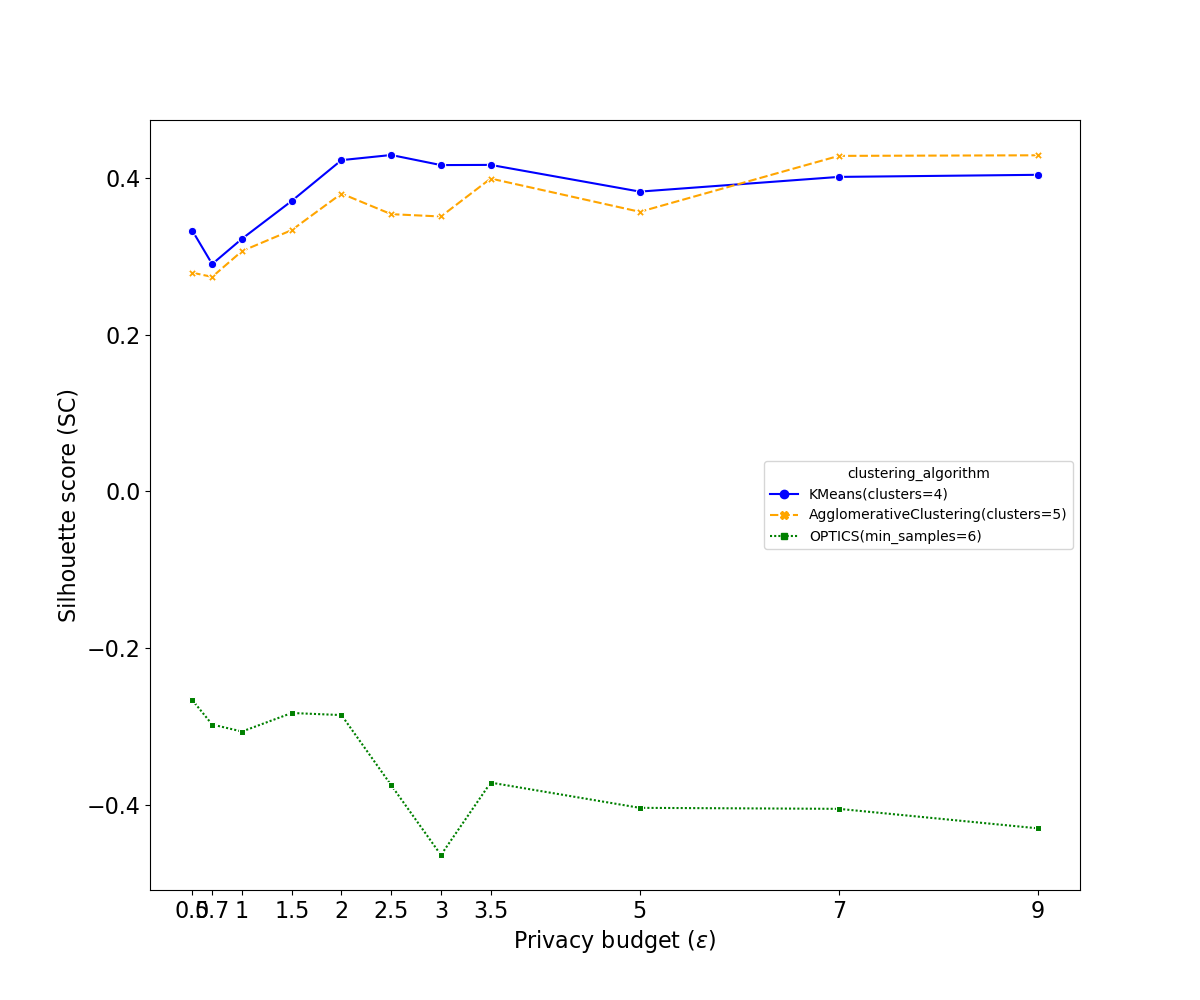 0.4
0.2
0.0
−0.2
−0.4
Silhouette score (SC)
clustering_algorithm
KMeans(clusters=4)
AgglomerativeClustering(clusters=5)
OPTICS(min_samples=6)
0.5 0.7 1 1.5 2 2.5 3 3.5 5 7 9
Privacy budget (ε)